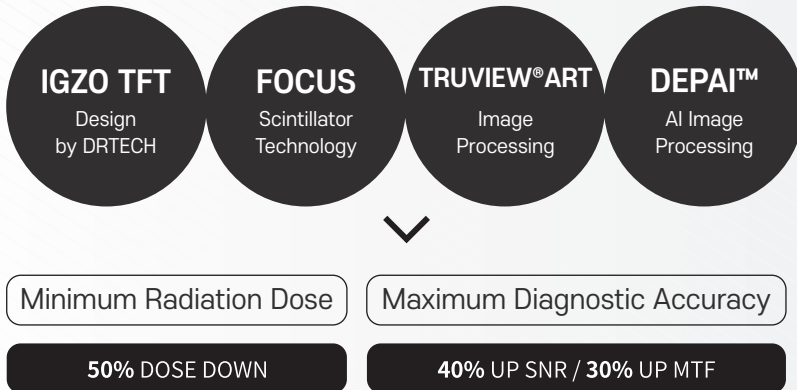 IGZO TFT
Design
by DRTECH
FOCUS
Scintillator
Technology
TRUVIEW®ART
Image
Processing
DEPAI™
AI Image
Processing
Minimum Radiation Dose
Maximum Diagnostic Accuracy
50% DOSE DOWN
40% UP SNR / 30% UP MTF